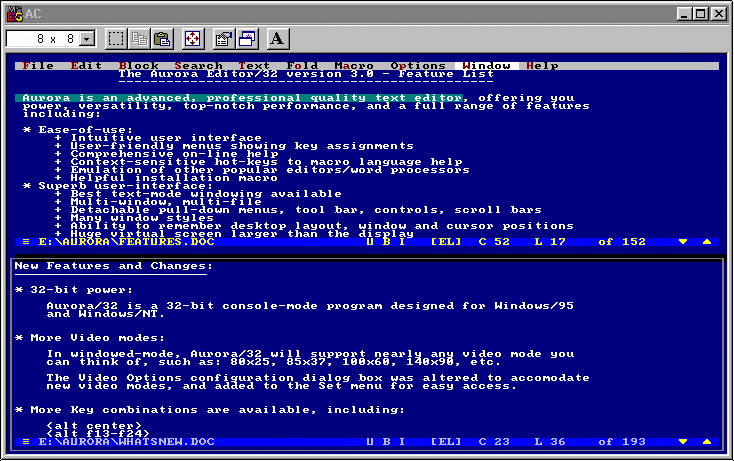 AC
8 x 8
A
File Edit Block Search Text Fold Macro Options Window Help
The Aurora Editor/32 version 3.0 - Feature List
Aurora is an advanced, professional quality text editor, offering you
power, versatility, top-notch performance, and a full range of features
including:
* Ease-of-use:
+ Intuitive user interface
+ User-friendly menus showing key assignments
+ Comprehensive on-line help
+ Context-sensitive hot-keys to macro language help
+ Emulation of other popular editors/word processors
+ Helpful installation macro
* Superb user-interface:
+ Best text-mode windowing available
+ Multi-window, multi-file
+ Detachable pull-down menus, tool bar, controls, scroll bars
+ Many window styles
+ Ability to remember desktop layout, window and cursor positions
+ Huge virtual screen larger than the display
≡ E:\AURORA\FEATURES.DOC U B I [EL] C 52 L 17 of 152
New Features and Changes:
* 32-bit power:
Aurora/32 is a 32-bit console-mode program designed for Windows/95
and Windows/NT.
* More Video modes:
In windowed-mode, Aurora/32 will support nearly any video mode you
can think of, such as: 80x25, 85x37, 100x60, 140x90, etc.
The Video Options configuration dialog box was altered to accomodate
new video modes, and added to the Set menu for easy access.
* More Key combinations are available, including:
<alt center>
<alt f13-f24>
≡ E:\AURORA\WHATSNEW.DOC U B I [EL] C 23 L 36 of 193